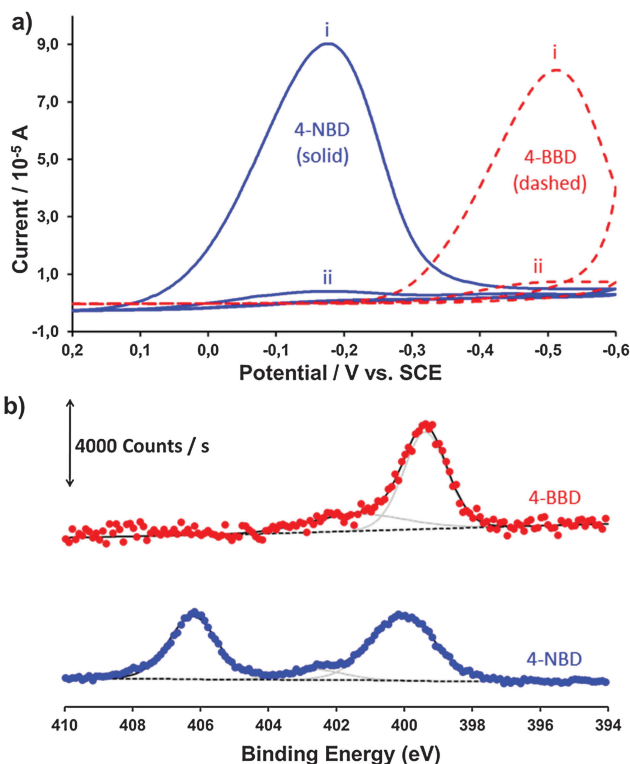 a)
9,0
7,0
5,0
3,0
1,0
-1,0
Current / 10⁻⁵ A
i
4-NBD
(solid)
ii
i
4-BBD
(dashed)
ii
0,2 0,1 0,0 -0,1 -0,2 -0,3 -0,4 -0,5 -0,6
Potential / V vs. SCE
b)
4000 Counts / s
4-BBD
4-NBD
410 408 406 404 402 400 398 396 394
Binding Energy (eV)